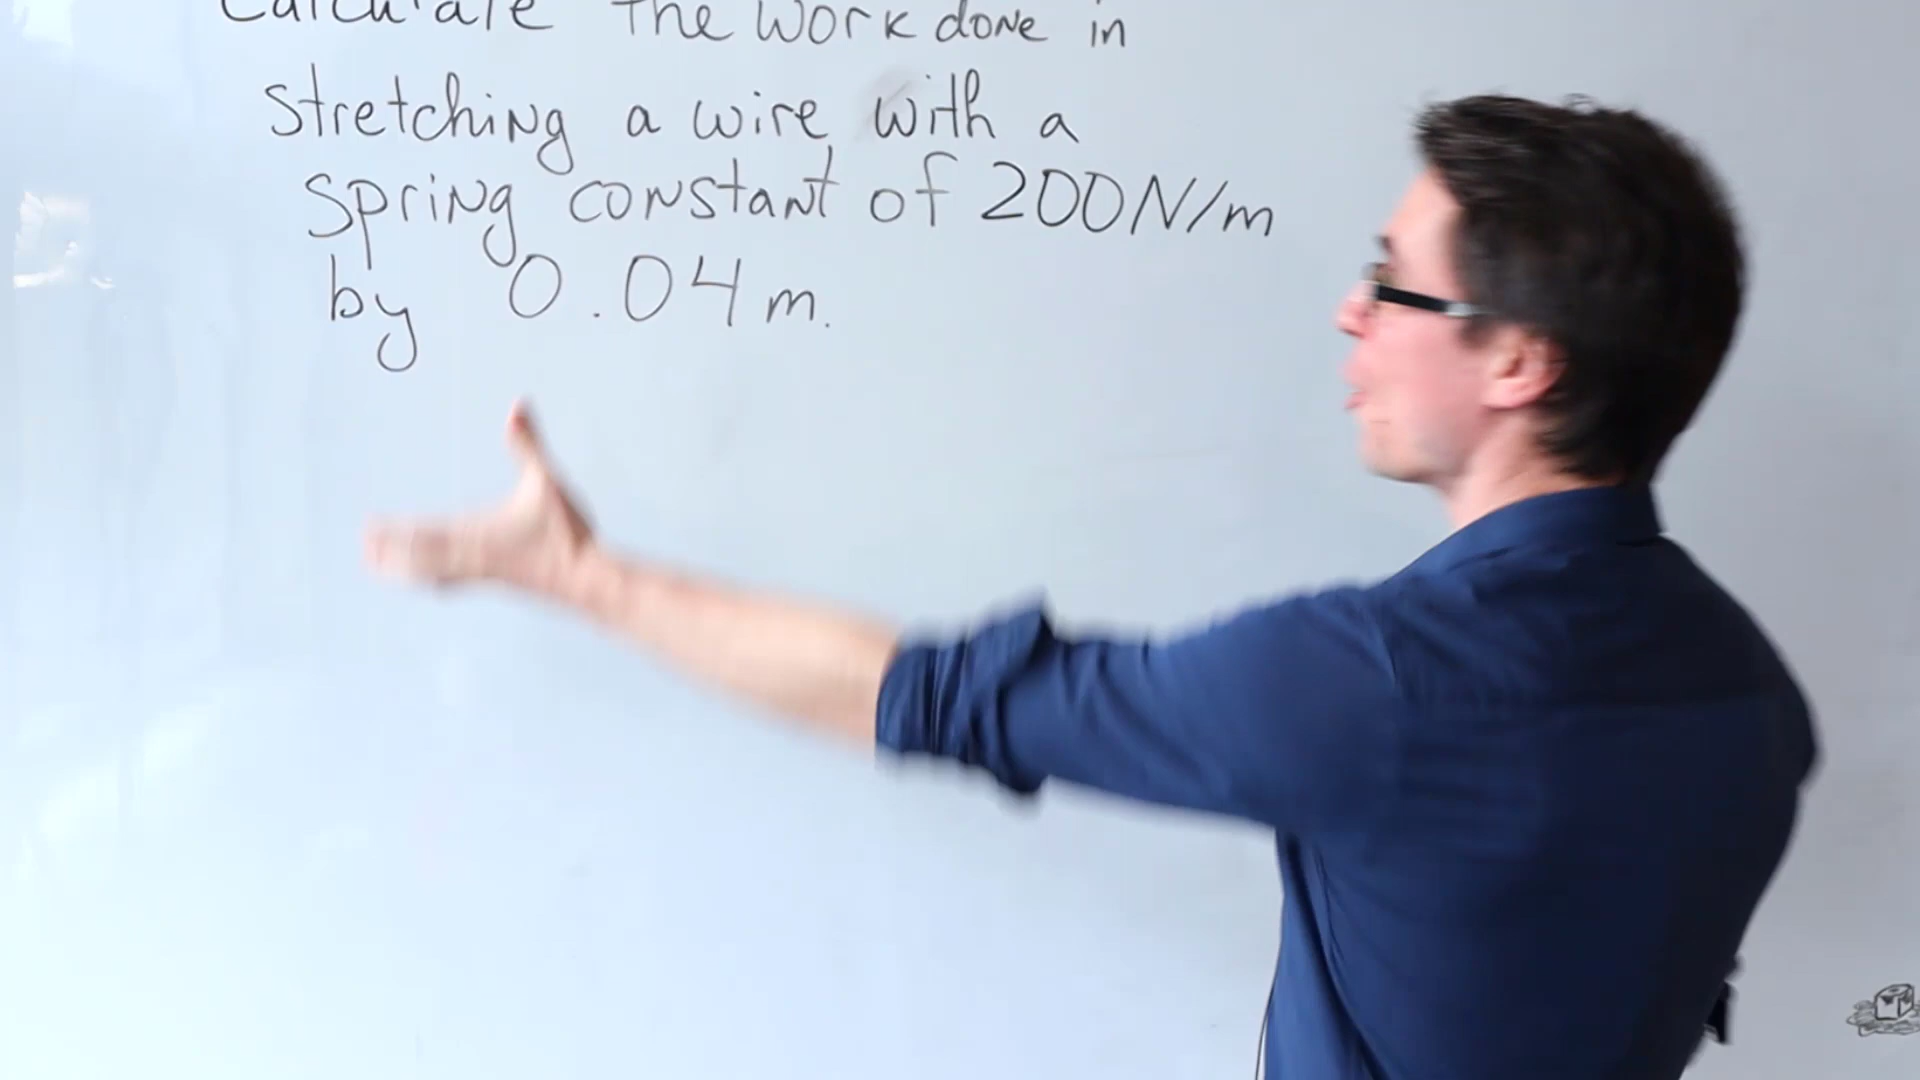 Calculate the work done in
stretching a wire with a
spring constant of 200N/m
by 0.04m.